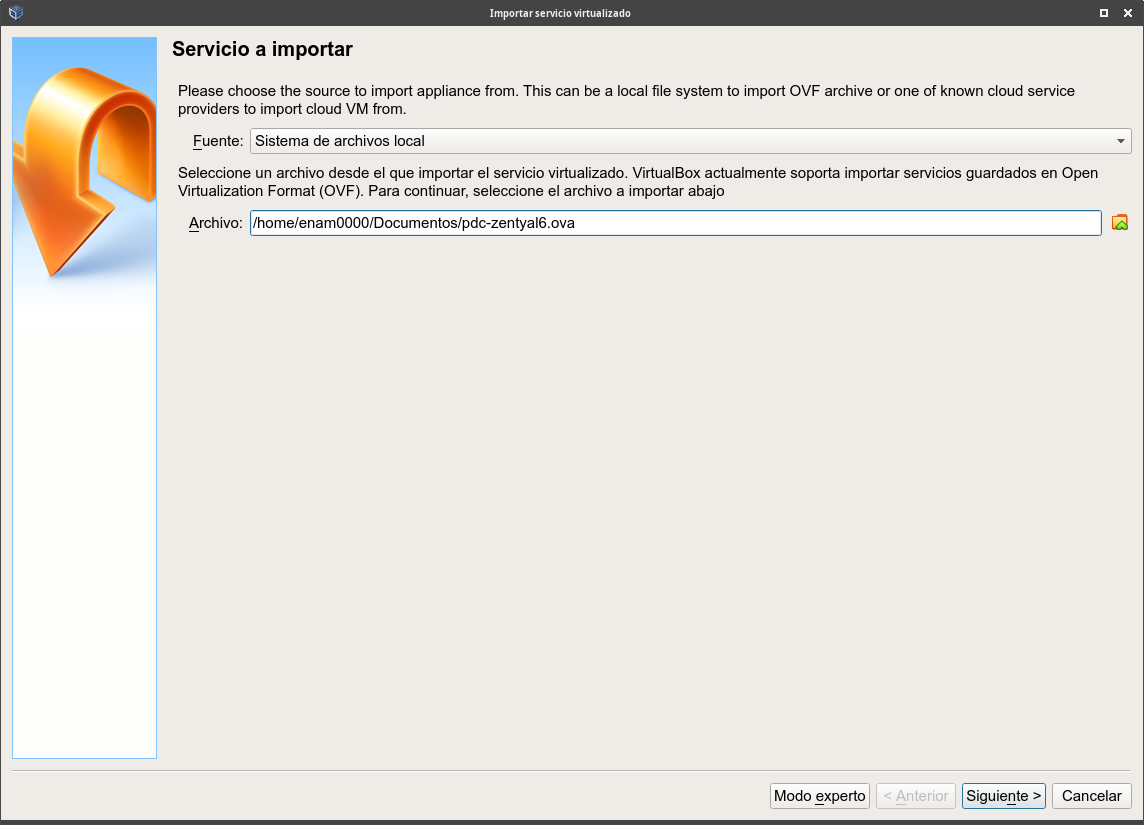 Importar servicio virtualizado
Servicio a importar
Please choose the source to import appliance from. This can be a local file system to import OVF archive or one of known cloud service
providers to import cloud VM from.
Fuente: Sistema de archivos local
Seleccione un archivo desde el que importar el servicio virtualizado. VirtualBox actualmente soporta importar servicios guardados en Open
Virtualization Format (OVF). Para continuar, seleccione el archivo a importar abajo
Archivo: /home/enam0000/Documentos/pdc-zentyal6.ova
Modo experto < Anterior Siguiente > Cancelar